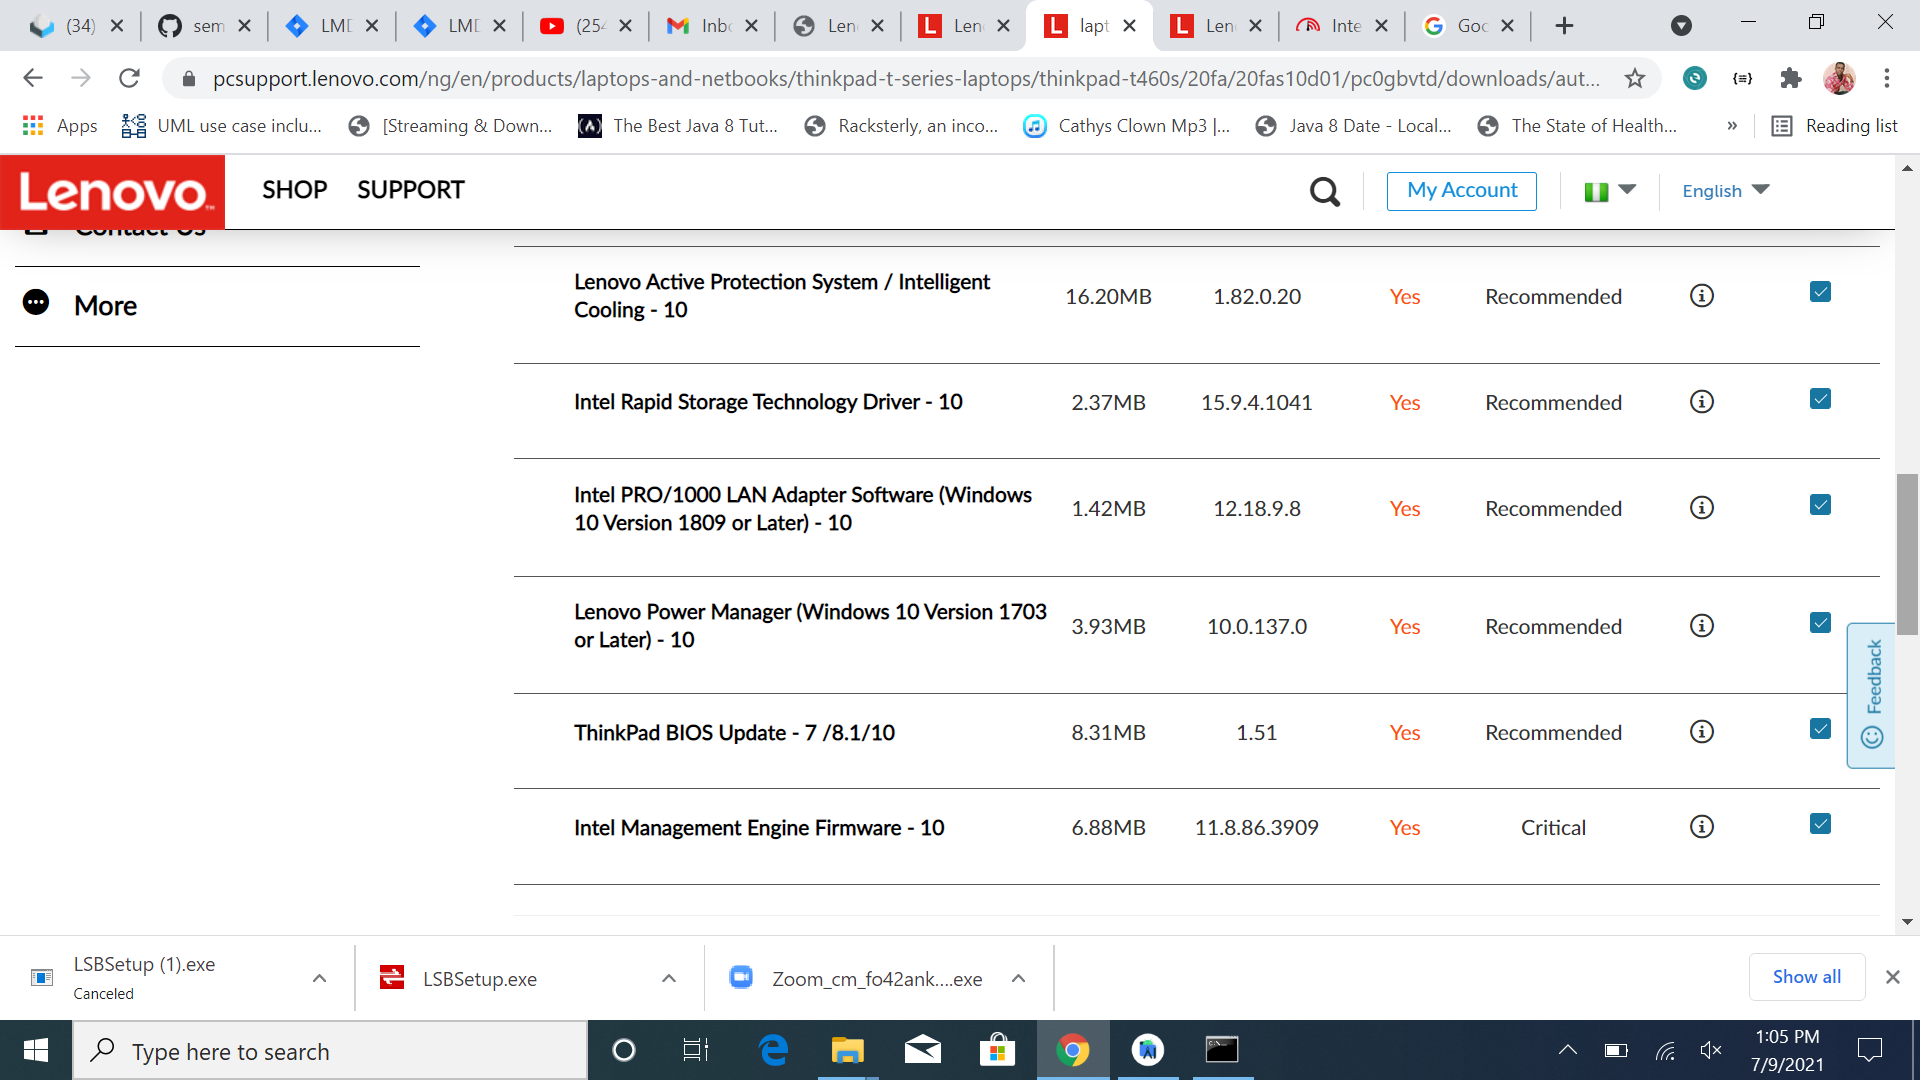 (34)
sem
LMD
LMD
(254
Inbo
Len
Len
lapt
Len
Inte
Goo
pcsupport.lenovo.com/ng/en/products/laptops-and-netbooks/thinkpad-t-series-laptops/thinkpad-t460s/20fa/20fas10d01/pc0gbvtd/downloads/aut...
Apps
UML use case inclu...
[Streaming & Down...
The Best Java 8 Tut...
Racksterly, an inco...
Cathys Clown Mp3 |...
Java 8 Date - Local...
The State of Health...
»
Reading list
Lenovo
SHOP
SUPPORT
My Account
English
Contact Us
More
Lenovo Active Protection System / Intelligent
Cooling - 10
16.20MB
1.82.0.20
Yes
Recommended
Intel Rapid Storage Technology Driver - 10
2.37MB
15.9.4.1041
Yes
Recommended
Intel PRO/1000 LAN Adapter Software (Windows
10 Version 1809 or Later) - 10
1.42MB
12.18.9.8
Yes
Recommended
Lenovo Power Manager (Windows 10 Version 1703
or Later) - 10
3.93MB
10.0.137.0
Yes
Recommended
ThinkPad BIOS Update - 7 /8.1/10
8.31MB
1.51
Yes
Recommended
Intel Management Engine Firmware - 10
6.88MB
11.8.86.3909
Yes
Critical
Feedback
LSBSetup (1).exe
Canceled
LSBSetup.exe
Zoom_cm_fo42ank....exe
Show all
Type here to search
1:05 PM
7/9/2021